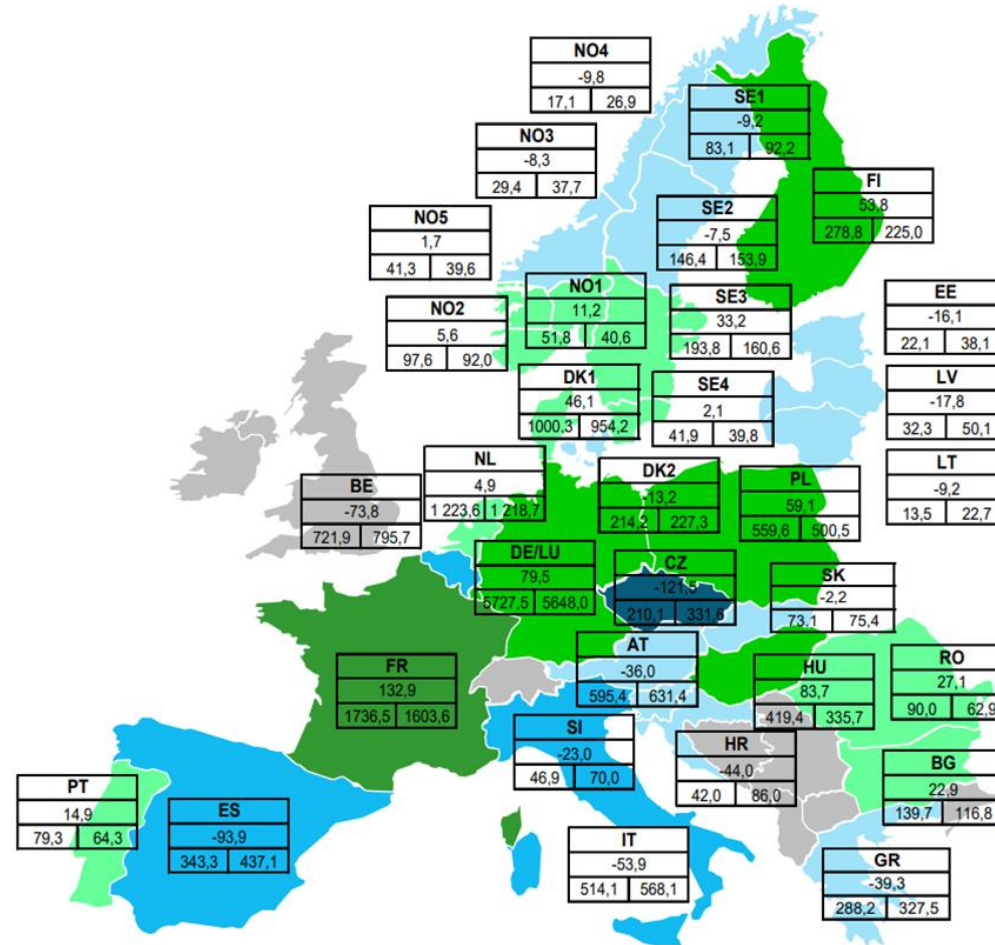 NO4
-9,8
17,1 26,9
SE1
-9,2
83,1 92,2
NO3
-8,3
29,4 37,7
FI
53,8
278,8 225,0
SE2
-7,5
146,4 153,9
NO5
1,7
41,3 39,6
NO1
11,2
51,8 40,6
SE3
33,2
193,8 160,6
EE
-16,1
22,1 38,1
NO2
5,6
97,6 92,0
DK1
46,1
1000,3 954,2
SE4
2,1
41,9 39,8
LV
-17,8
32,3 50,1
NL
4,9
1 223,6 1 218,7
DK2
-13,2
214,2 227,3
PL
59,1
559,6 500,5
LT
-9,2
13,5 22,7
BE
-73,8
721,9 795,7
DE/LU
79,5
5727,5 5648,0
CZ
-121,5
210,1 331,6
SK
-2,2
73,1 75,4
AT
-36,0
595,4 631,4
FR
132,9
1736,5 1603,6
HU
83,7
419,4 335,7
RO
27,1
90,0 62,9
SI
-23,0
46,9 70,0
HR
-44,0
42,0 86,0
BG
22,9
139,7 116,8
PT
14,9
79,3 64,3
ES
-93,9
343,3 437,1
IT
-53,9
514,1 568,1
GR
-39,3
288,2 327,5